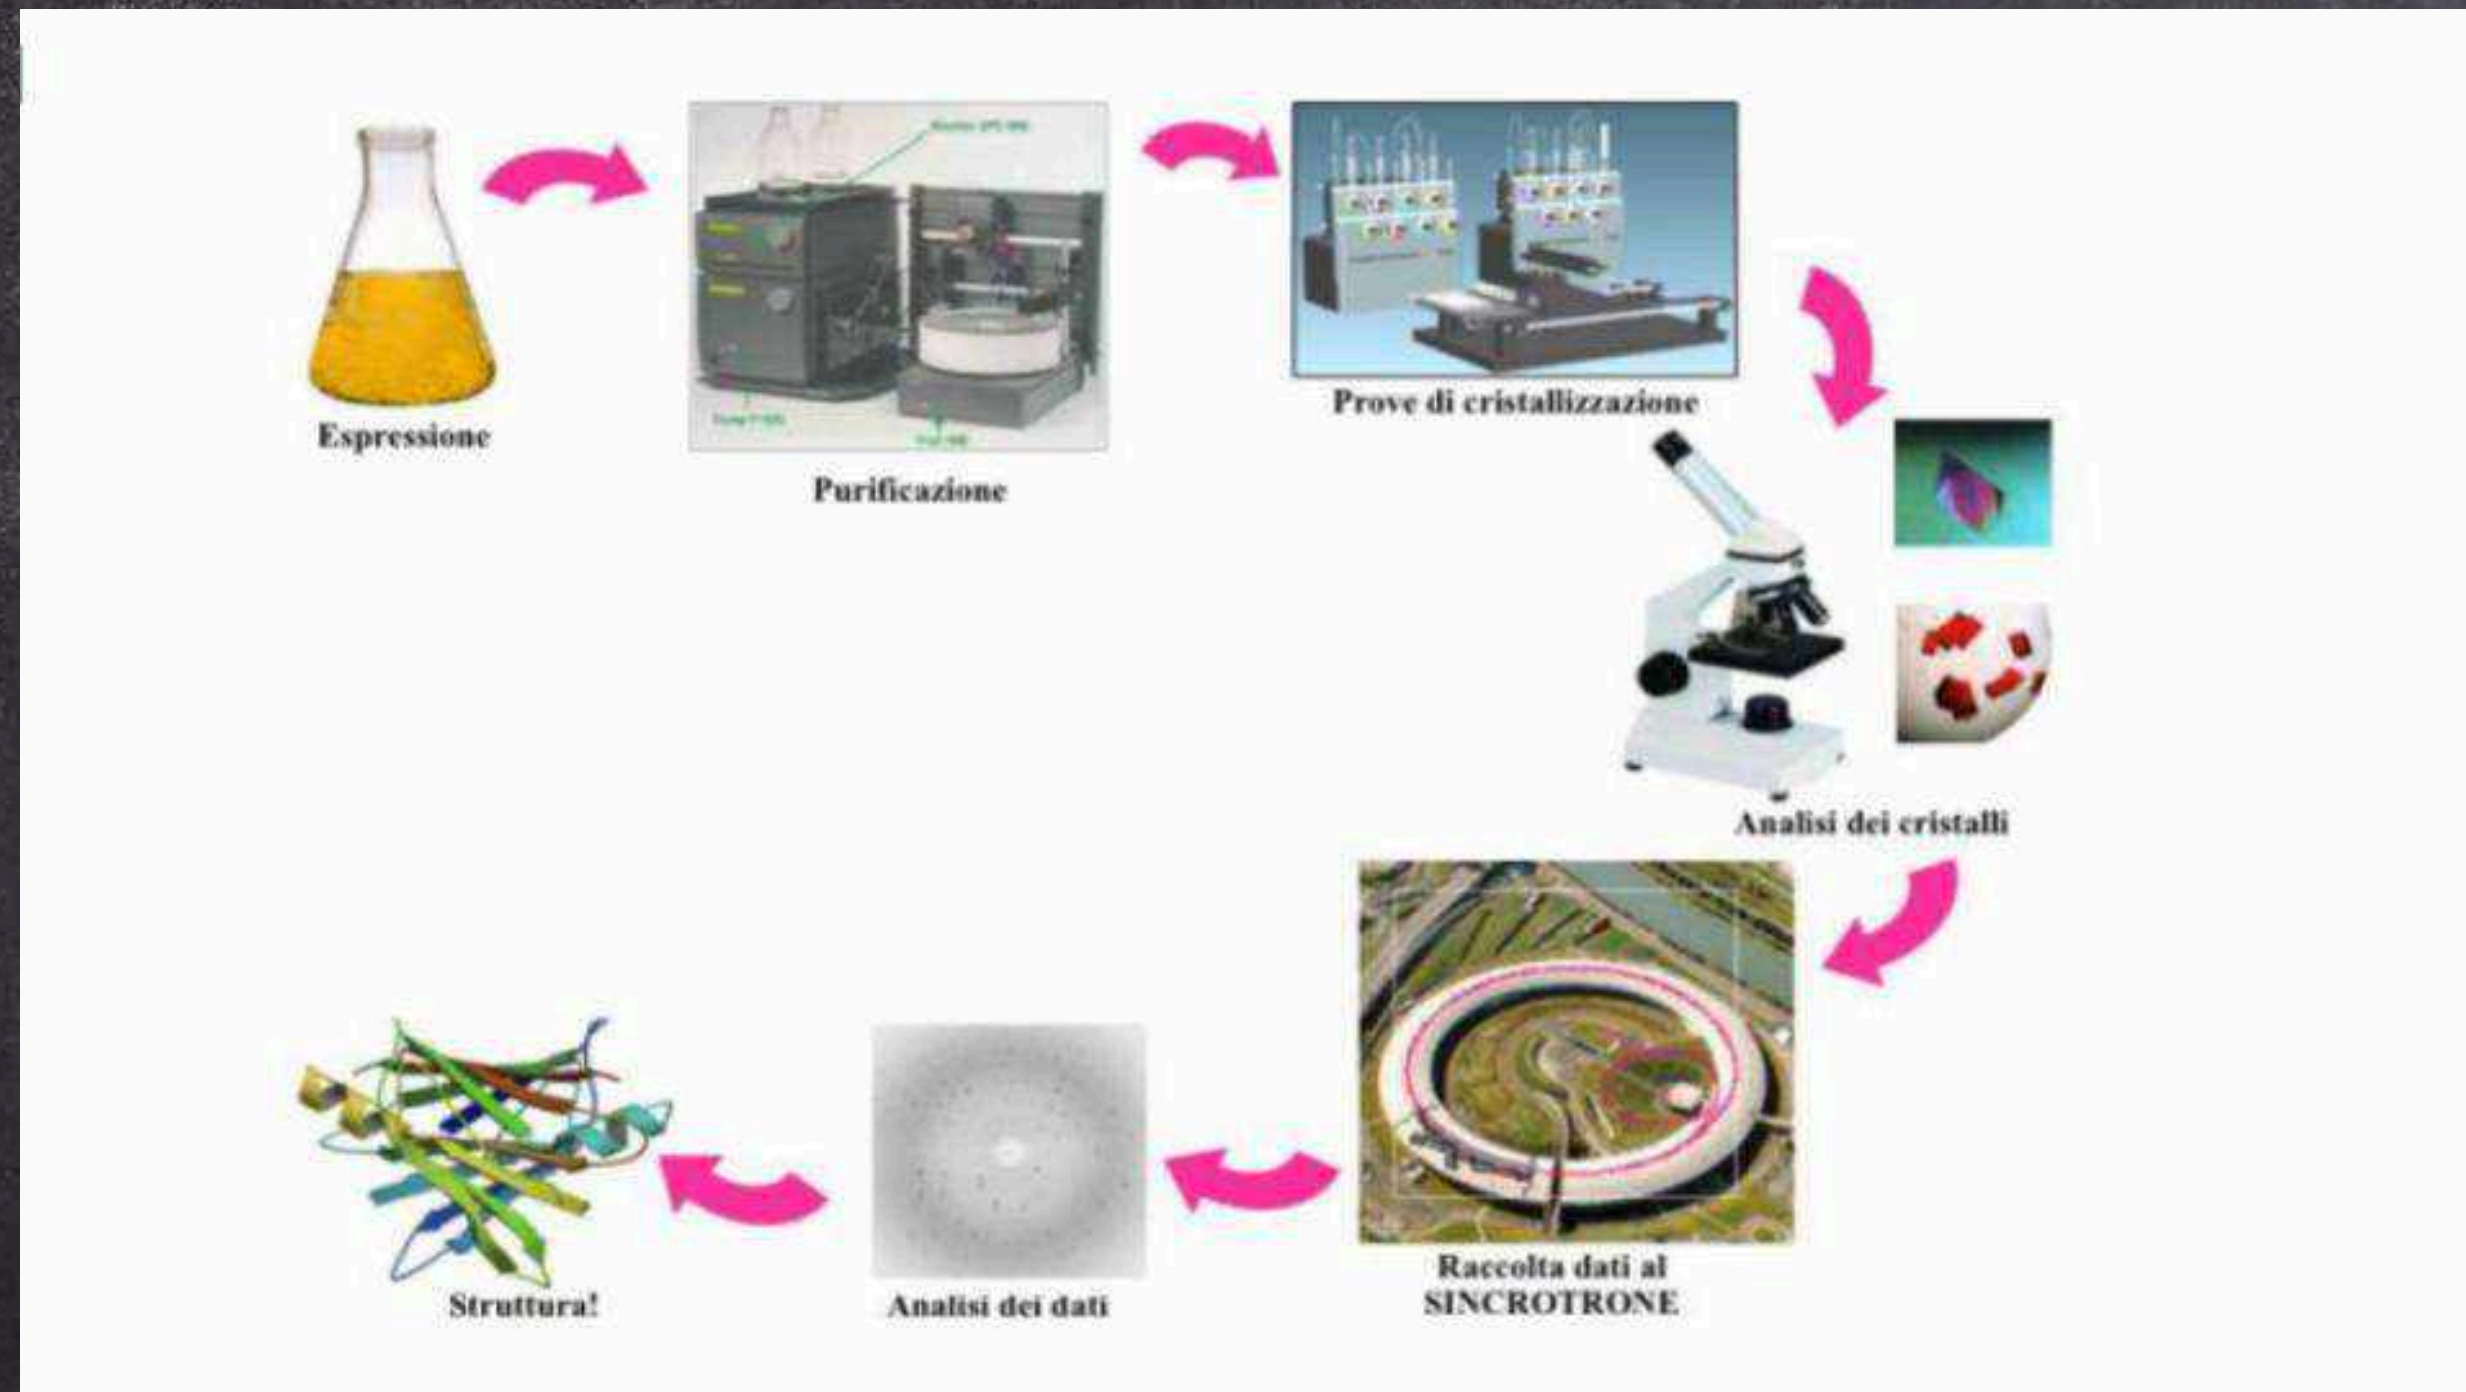 Espressione
Purificazione
Prove di cristallizzazione
Analisi dei cristalli
Raccolta dati al
SINCROTRONE
Analisi dei dati
Struttura!